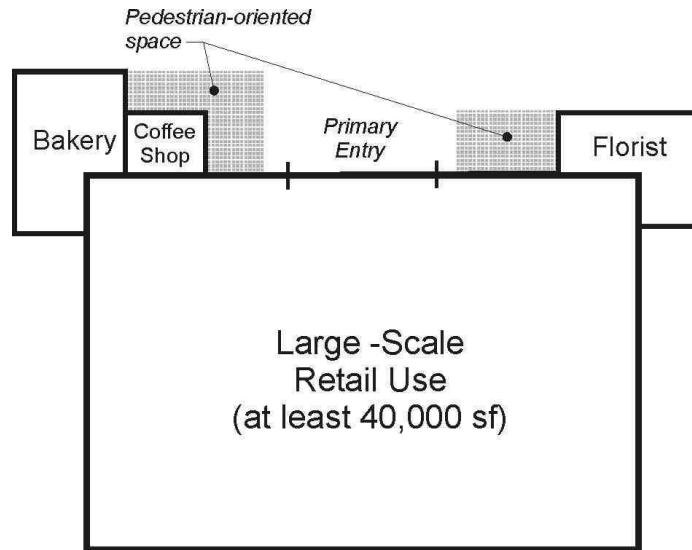 Pedestrian-oriented
space
Bakery
Coffee
Shop
Primary
Entry
Florist
Large -Scale
Retail Use
(at least 40,000 sf)